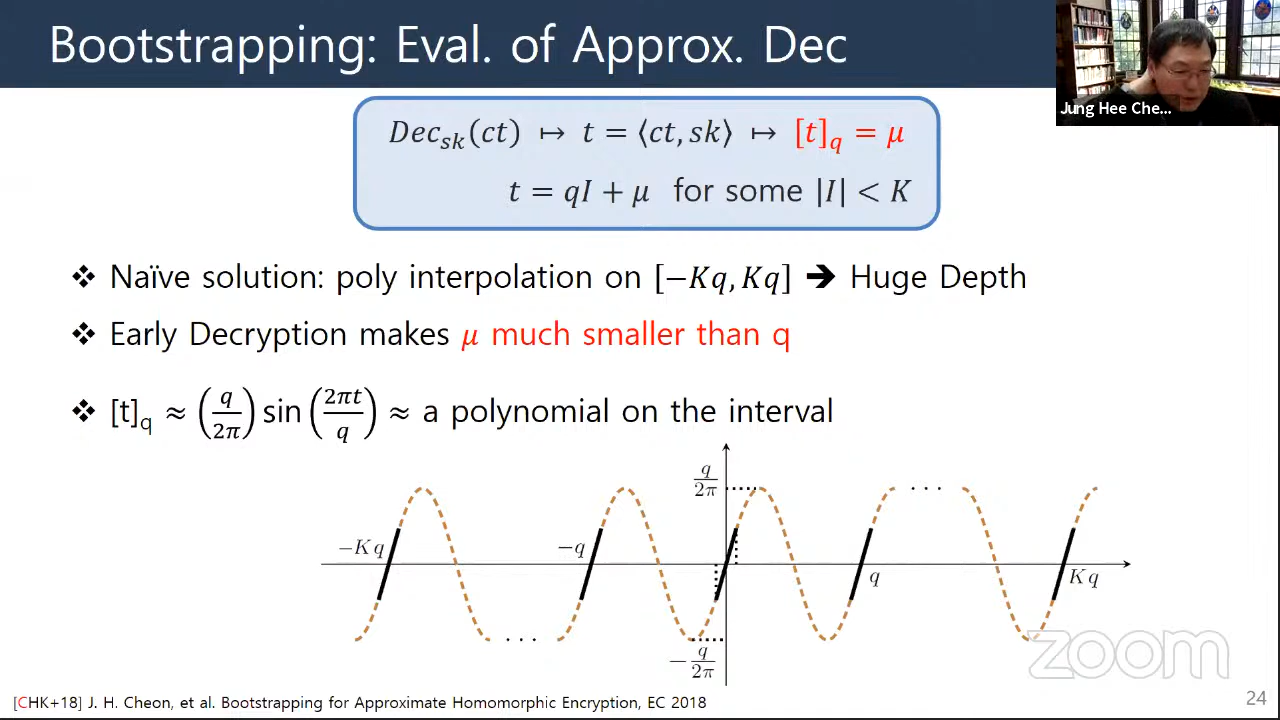 Bootstrapping: Eval. of Approx. Dec
Jung Hee Che...
Dec_{sk}(ct) ↦ t = ⟨ct, sk⟩ ↦ [t]_q = μ
t = qI + μ for some |I| < K
❖ Naïve solution: poly interpolation on [−Kq, Kq] ➔ Huge Depth
❖ Early Decryption makes μ much smaller than q
❖ [t]_q ≈ (q/2π) sin (2πt/q) ≈ a polynomial on the interval
q/2π
· · ·
−Kq
−q
q
Kq
· · ·
−q/2π
zoom
[CHK+18] J. H. Cheon, et al. Bootstrapping for Approximate Homomorphic Encryption, EC 2018
24